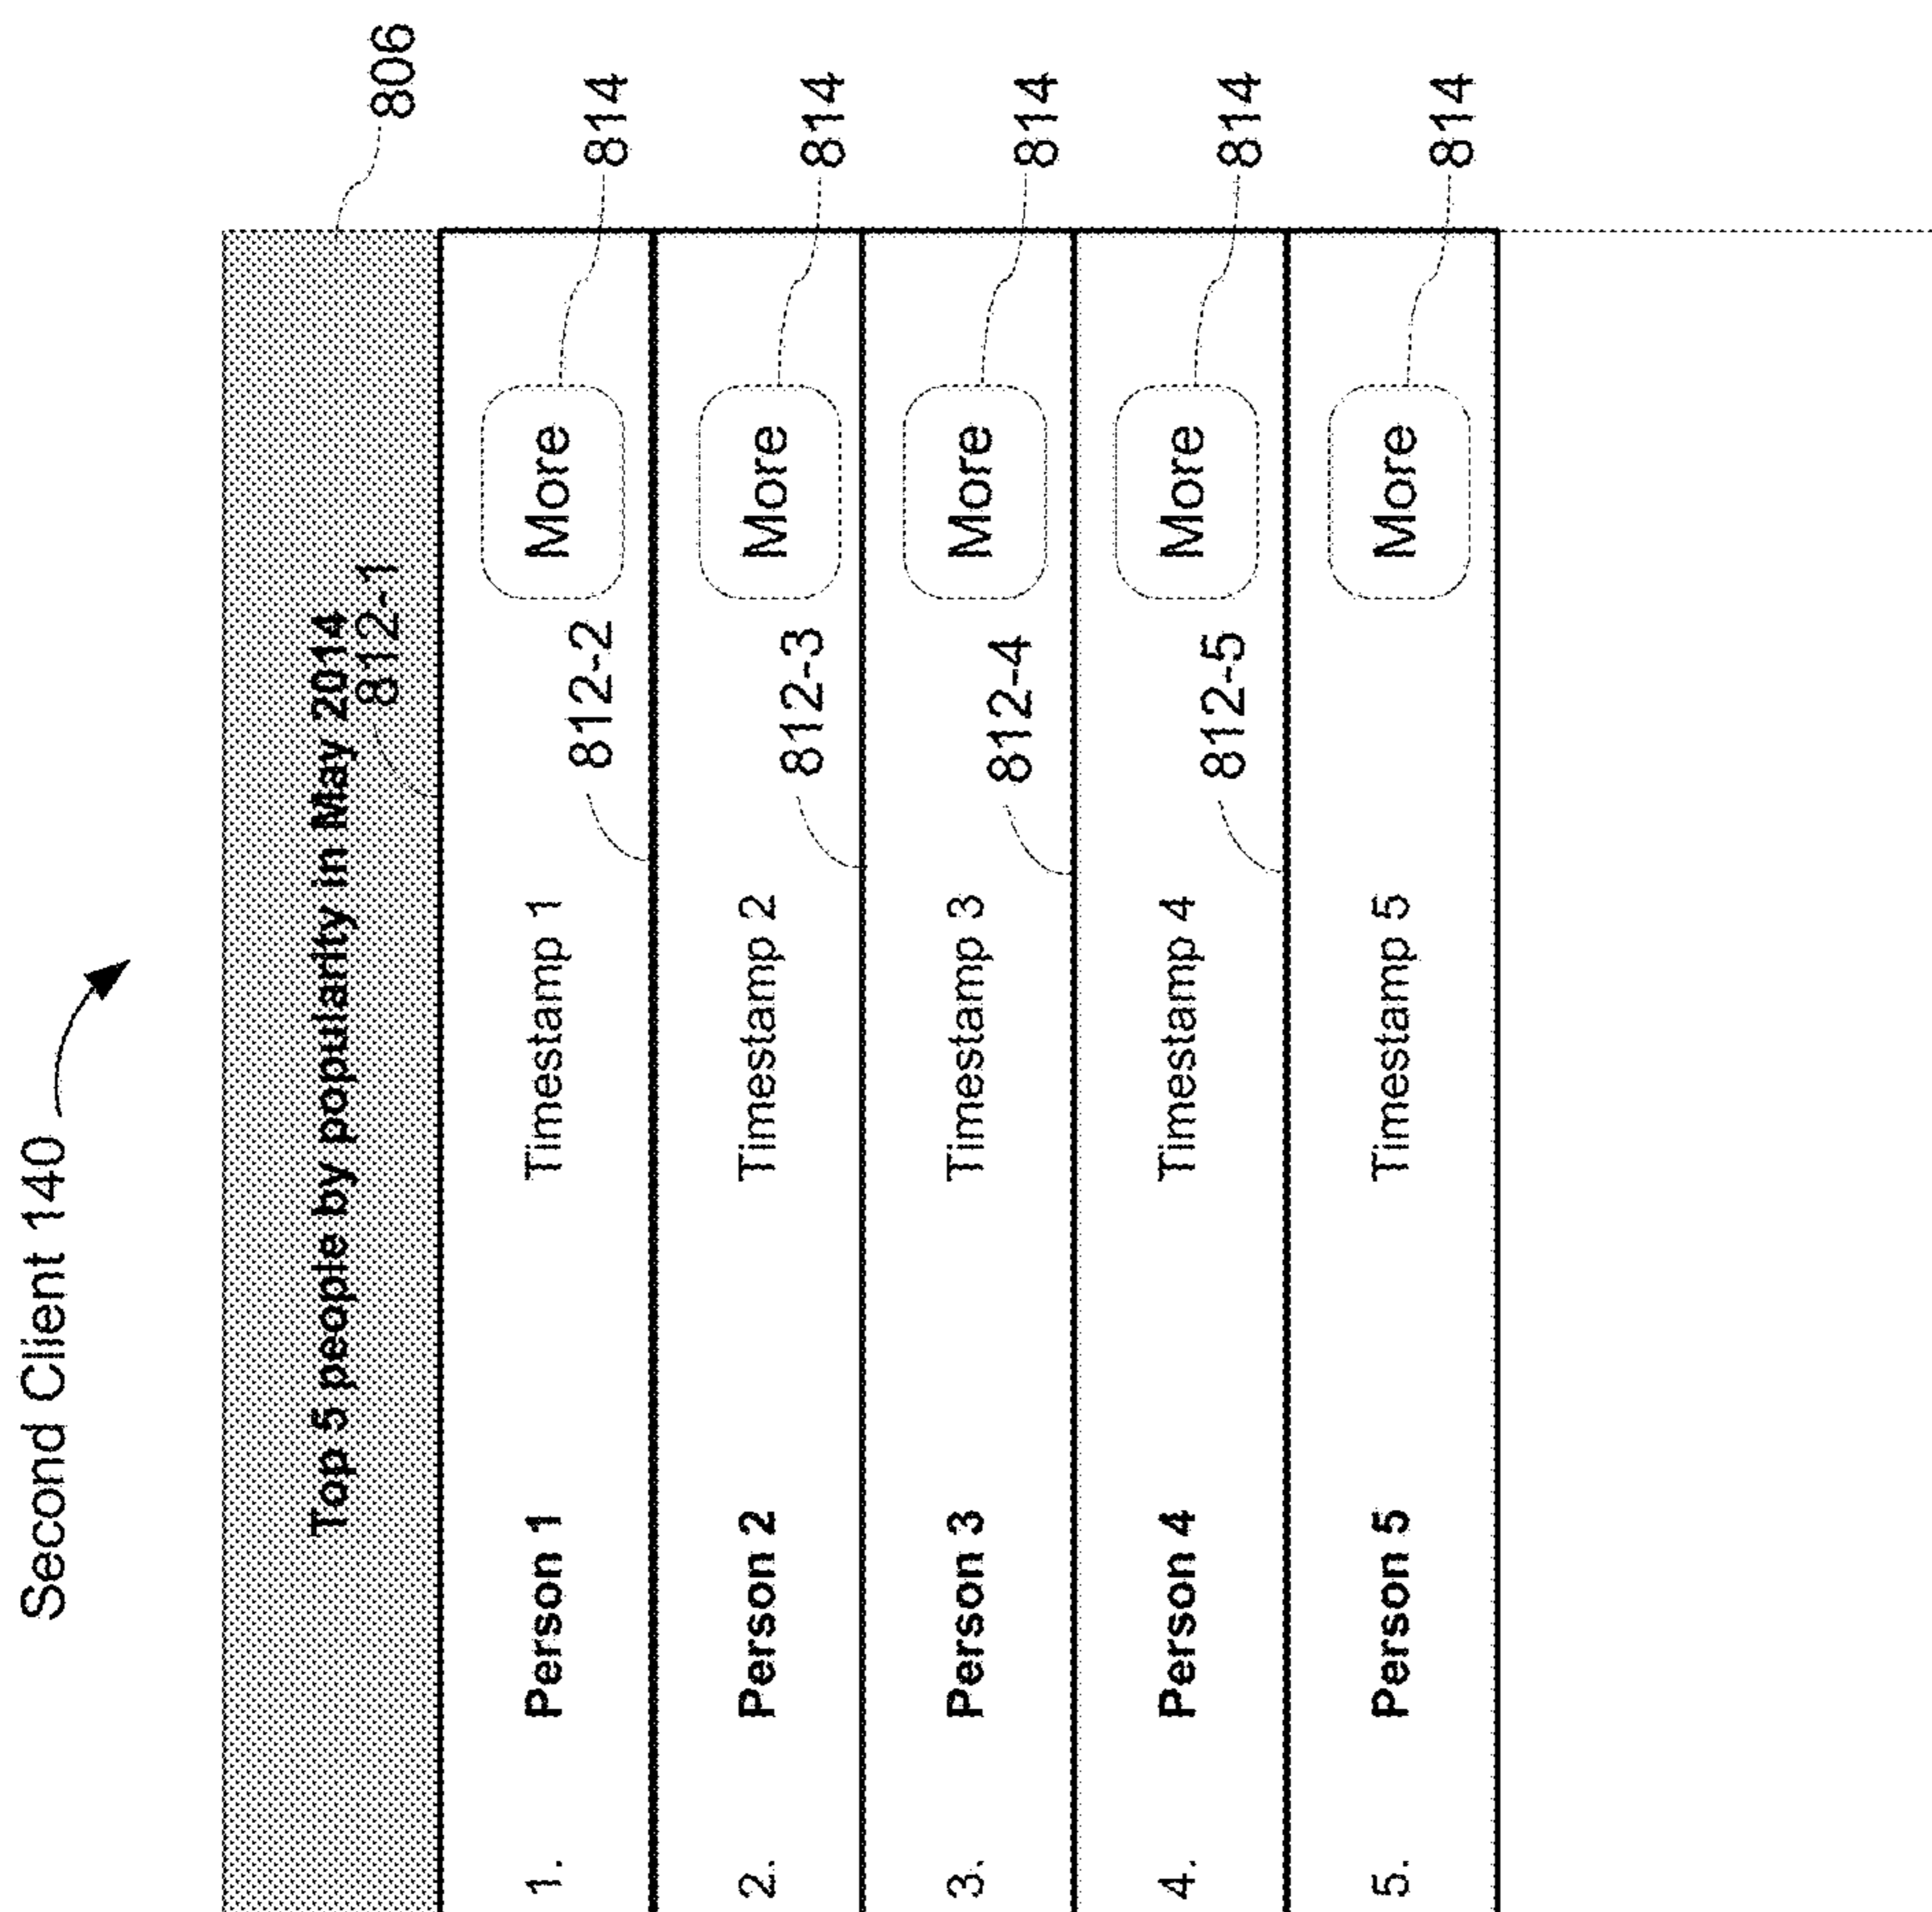 Second Client 140
806
Top 5 people by popularity in May 2014
812-1
1. Person 1 Timestamp 1 More 814
812-2
2. Person 2 Timestamp 2 More 814
812-3
3. Person 3 Timestamp 3 More 814
812-4
4. Person 4 Timestamp 4 More 814
812-5
5. Person 5 Timestamp 5 More 814